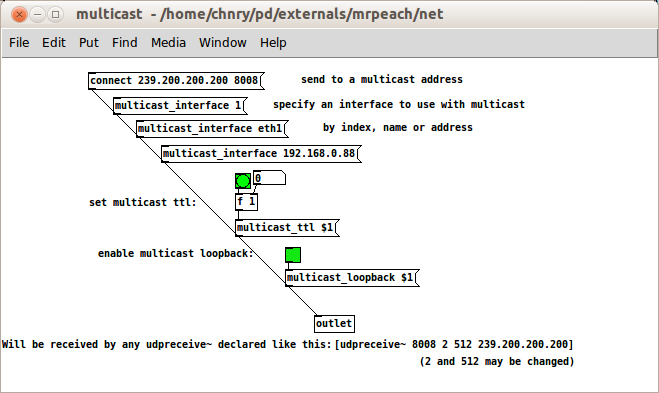 multicast - /home/chnry/pd/externals/mrpeach/net
File Edit Put Find Media Window Help
connect 239.200.200.200 8008 send to a multicast address
multicast_interface 1 specify an interface to use with multicast
multicast_interface eth1 by index, name or address
multicast_interface 192.168.0.88
0
set multicast ttl: f 1
multicast_ttl $1
enable multicast loopback:
multicast_loopback $1
outlet
Will be received by any udpreceive~ declared like this:[udpreceive~ 8008 2 512 239.200.200.200]
(2 and 512 may be changed)